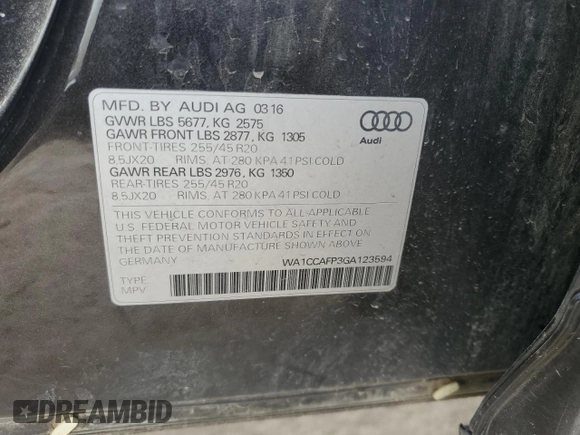 MFD. BY AUDI AG 03 16
GVWR LBS 5677, KG 2575
GAWR FRONT LBS 2877, KG 1305
FRONT-TIRES 255/45 R20
8,5JX20 RIMS, AT 280 KPA 41 PSI COLD
GAWR REAR LBS 2976, KG 1350
REAR-TIRES 255/45 R20
8,5JX20 RIMS, AT 280 KPA 41 PSI COLD
THIS VEHICLE CONFORMS TO ALL APPLICABLE
U.S. FEDERAL MOTOR VEHICLE SAFETY AND
THEFT PREVENTION STANDARDS IN EFFECT ON
THE DATE OF MANUFACTURE SHOWN ABOVE.
GERMANY WA1CCAFP3GA123594
TYPE:
MPV
Audi
DREAMBID